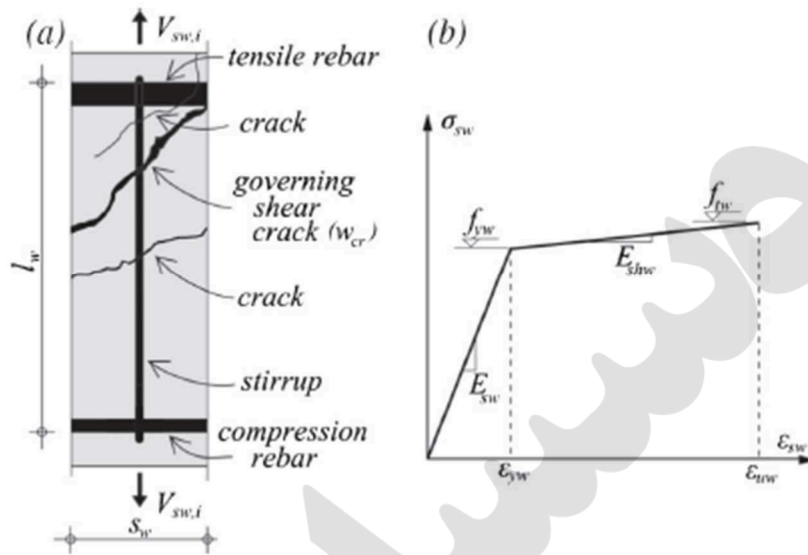 (a)
V_sw,i
tensile rebar
crack
governing
shear
crack (w_cr)
crack
l_w
stirrup
compression
rebar
V_sw,i
s_w
(b)
σ_sw
f_yw
f_tw
E_shw
E_sw
ε_sw
ε_yw
ε_uw